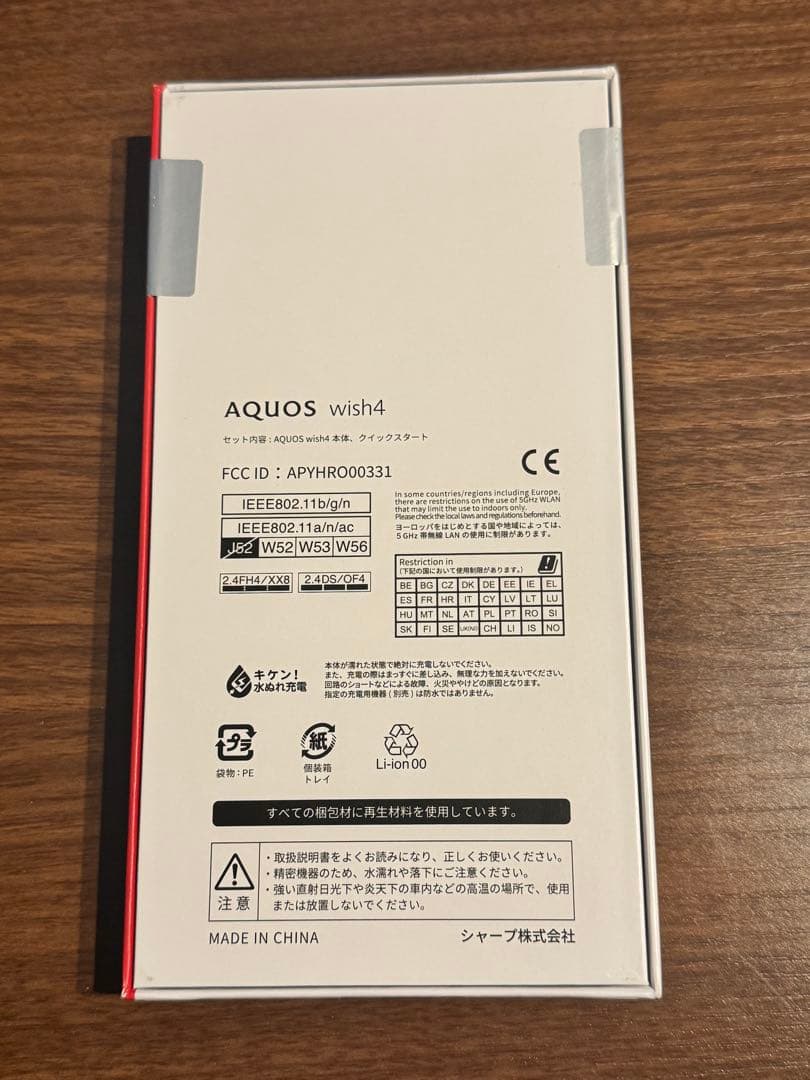 AQUOS wish4
セット内容 : AQUOS wish4 本体、クイックスタート
FCC ID：APYHRO00331
CE
IEEE802.11b/g/n
IEEE802.11a/n/ac
J52 W52 W53 W56
2.4FH4/XX8 2.4DS/OF4
In some countries/regions including Europe,
there are restrictions on the use of 5GHz WLAN
that may limit the use to indoors only.
Please check the local laws and regulations beforehand.
ヨーロッパをはじめとする国や地域によっては、
5 GHz 帯無線 LAN の使用に制限があります。
Restriction in
(下記の国において使用制限があります。)
BE BG CZ DK DE EE IE EL
ES FR HR IT CY LV LT LU
HU MT NL AT PL PT RO SI
SK FI SE UK(NI) CH LI IS NO
キケン！
水ぬれ充電
本体が濡れた状態で絶対に充電しないでください。
また、充電の際はまっすぐに差し込み、無理な力を加えないでください。
回路のショートなどによる故障、火災ややけどの原因となります。
指定の充電用機器 ( 別売 ) は防水ではありません。
プラ
袋物 : PE
紙
個装箱
トレイ
Li-ion 00
すべての梱包材に再生材料を使用しています。
注意
・取扱説明書をよくお読みになり、正しくお使いください。
・精密機器のため、水濡れや落下にご注意ください。
・強い直射日光下や炎天下の車内などの高温の場所で、使用
または放置しないでください。
MADE IN CHINA
シャープ株式会社